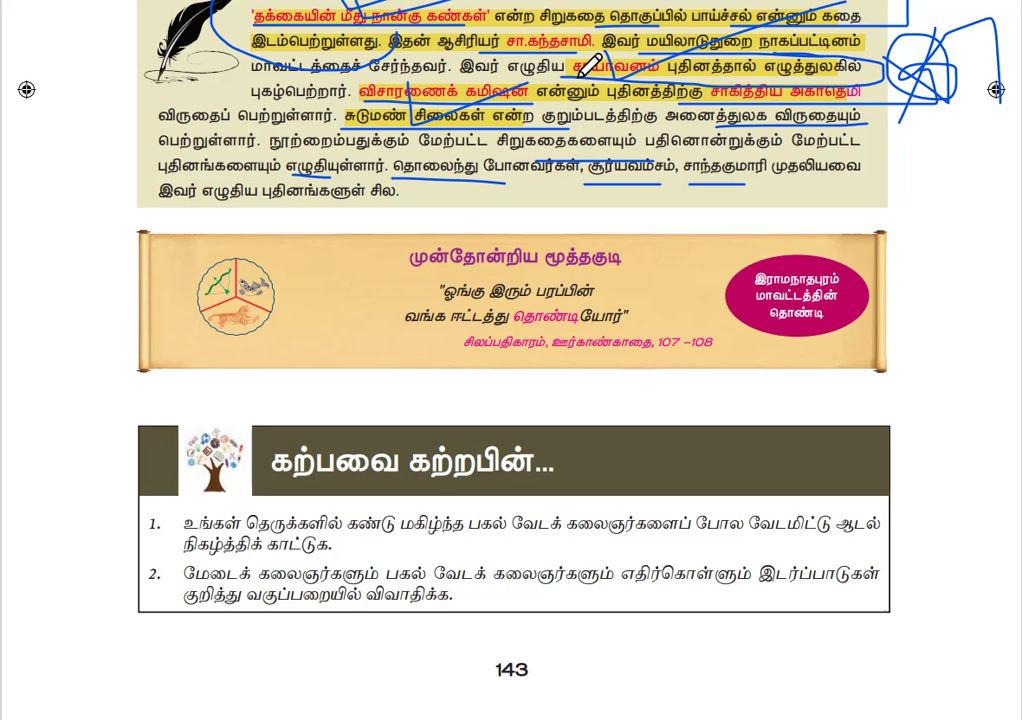 'தக்கையின் மீது நான்கு கண்கள்' என்ற சிறுகதை தொகுப்பில் பாய்ச்சல் என்னும் கதை
இடம்பெற்றுள்ளது. இதன் ஆசிரியர் சா.கந்தசாமி. இவர் மயிலாடுதுறை நாகப்பட்டினம்
மாவட்டத்தைச் சேர்ந்தவர். இவர் எழுதிய சாயாவனம் புதினத்தால் எழுத்துலகில்
புகழ்பெற்றார். விசாரணைக் கமிஷன் என்னும் புதினத்திற்கு சாகித்திய அகாதெமி
விருதைப் பெற்றுள்ளார். சுடுமண் சிலைகள் என்ற குறும்படத்திற்கு அனைத்துலக விருதையும்
பெற்றுள்ளார். நூற்றைம்பதுக்கும் மேற்பட்ட சிறுகதைகளையும் பதினொன்றுக்கும் மேற்பட்ட
புதினங்களையும் எழுதியுள்ளார். தொலைந்து போனவர்கள், சூர்யவம்சம், சாந்தகுமாரி முதலியவை
இவர் எழுதிய புதினங்களுள் சில.
முன்தோன்றிய மூத்தகுடி
"ஓங்கு இரும் பரப்பின்
வங்க ஈட்டத்து தொண்டியோர்"
சிலப்பதிகாரம், ஊர்காண்காதை, 107 –108
இராமநாதபுரம்
மாவட்டத்தின்
தொண்டி
கற்பவை கற்றபின்...
1. உங்கள் தெருக்களில் கண்டு மகிழ்ந்த பகல் வேடக் கலைஞர்களைப் போல வேடமிட்டு ஆடல்
நிகழ்த்திக் காட்டுக.
2. மேடைக் கலைஞர்களும் பகல் வேடக் கலைஞர்களும் எதிர்கொள்ளும் இடர்ப்பாடுகள்
குறித்து வகுப்பறையில் விவாதிக்க.
143